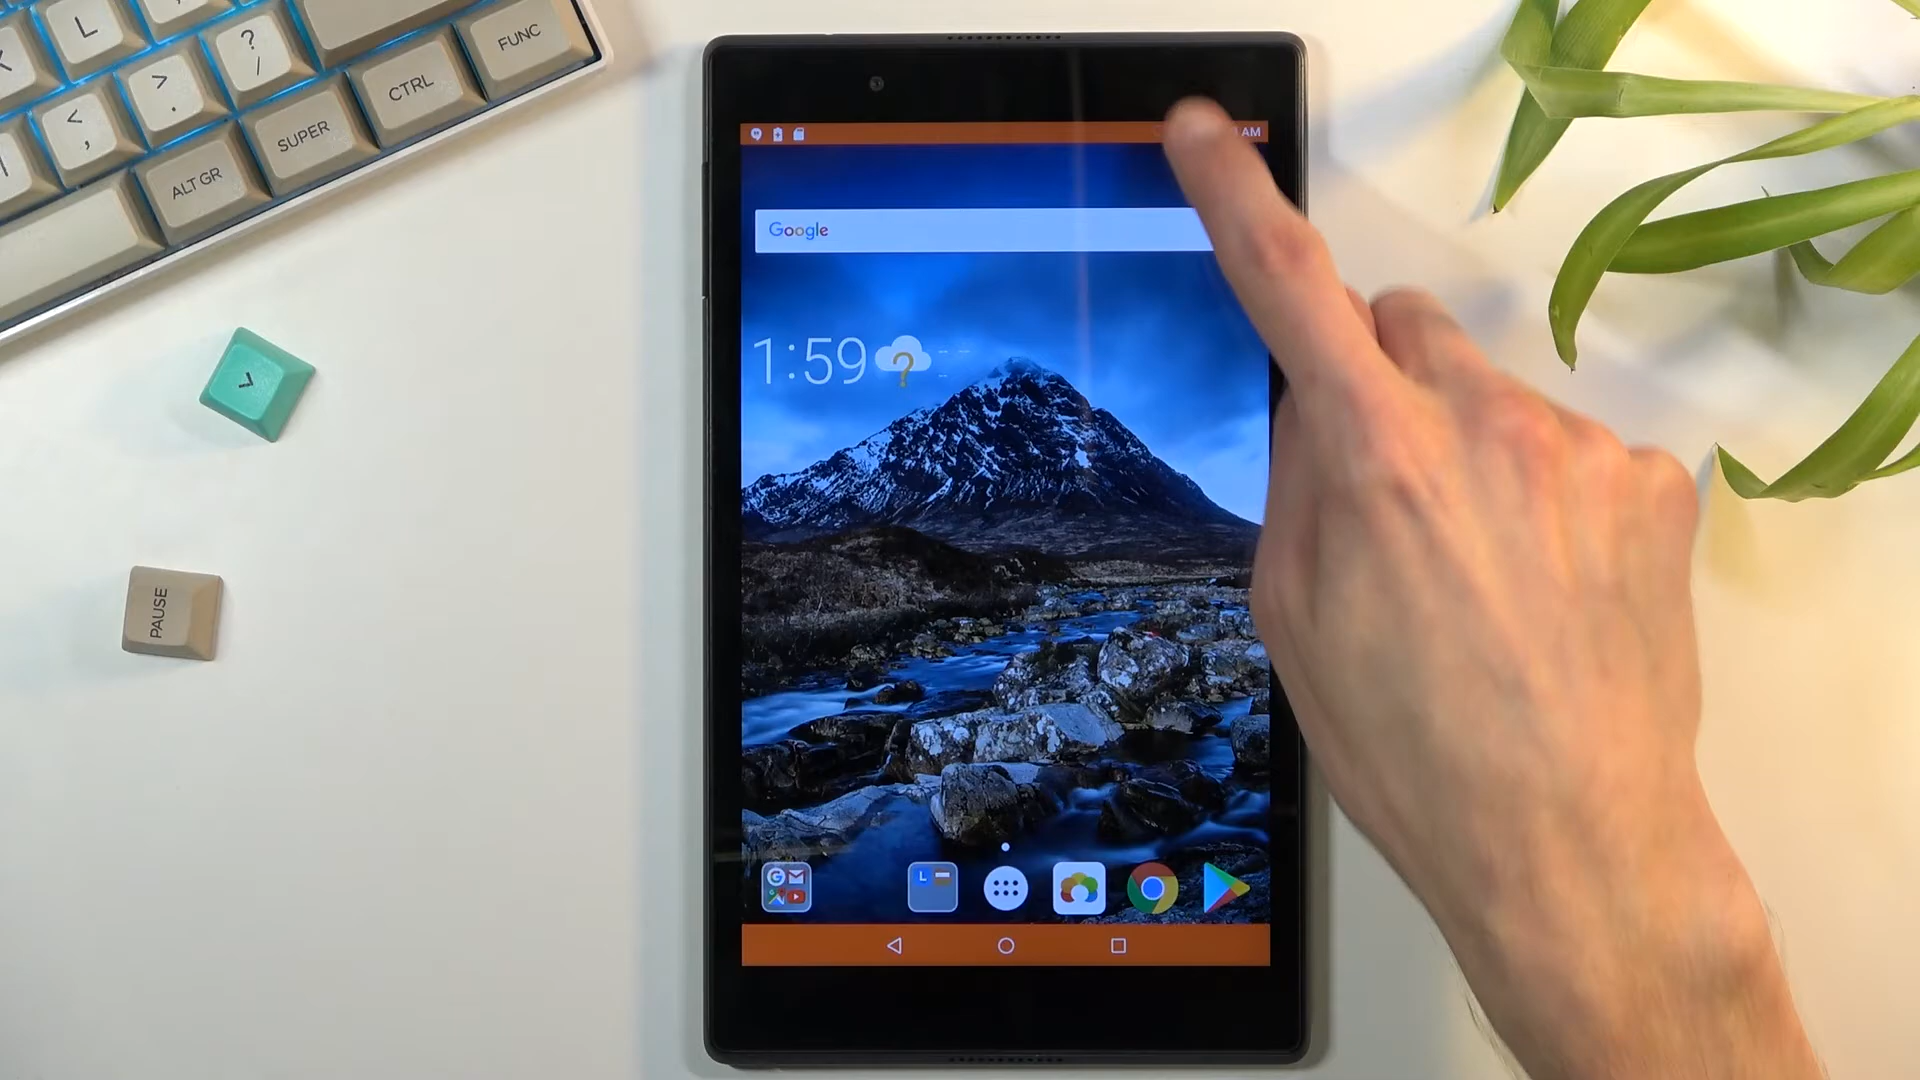 L
FUNC
?
/
>
.
CTRL
<
,
SUPER
ALT GR
PAUSE
AM
Google
1:59
?
G
L